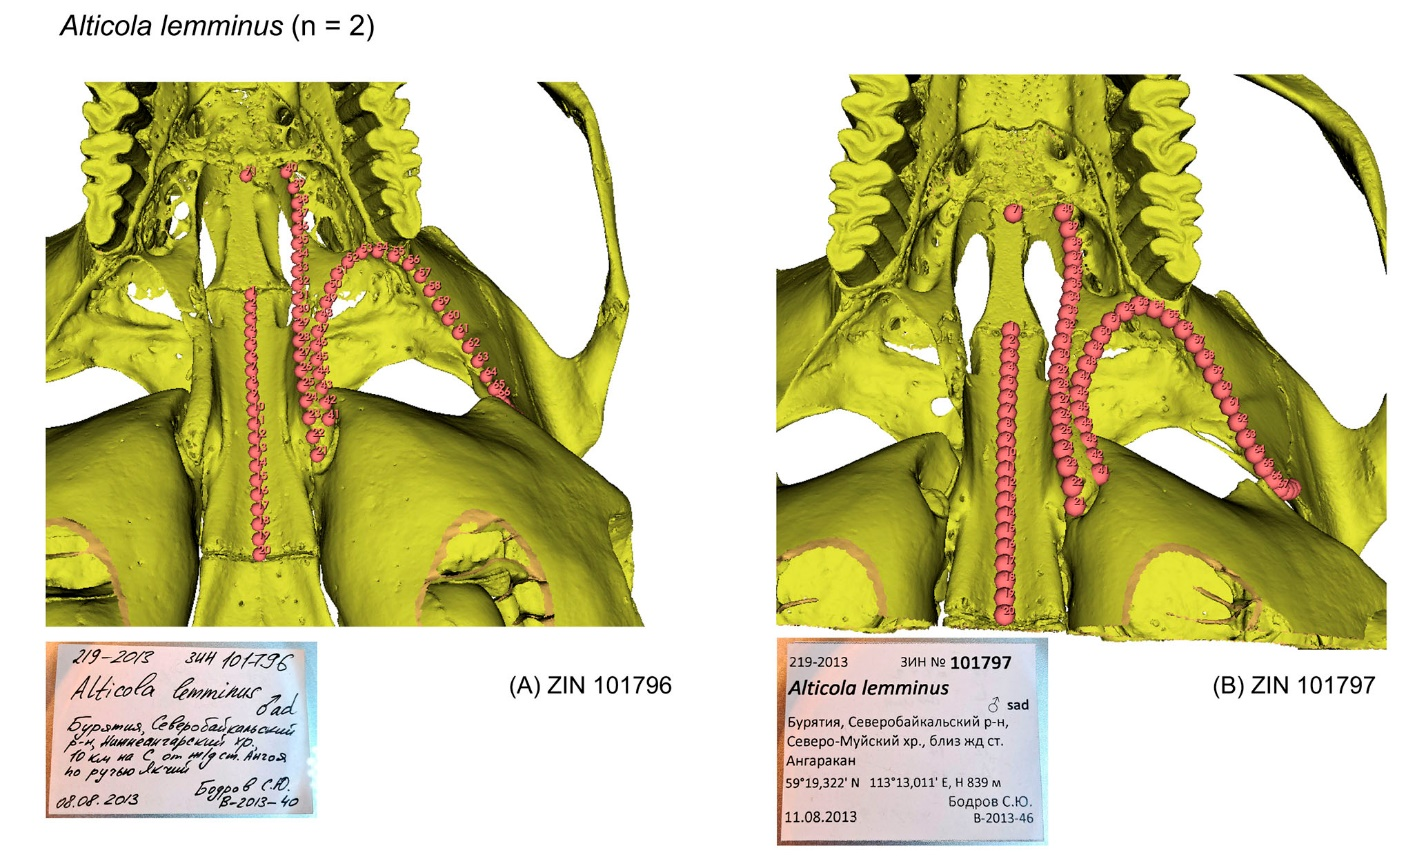 Alticola lemminus (n = 2)
219-2013 ЗИН 101796
Alticola lemminus
♂ ad
Бурятия, Северобайкальский
р-н, Нижнеангарский хр.
10 км на С от ж/д ст. Ангоя
по ручью Якчий
Бодров С.Ю.
08.08.2013 B-2013-40
(A) ZIN 101796
219-2013 ЗИН № 101797
Alticola lemminus
♂ sad
Бурятия, Северобайкальский р-н,
Северо-Муйский хр., близ жд ст.
Ангаракан
59°19,322' N 113°13,011' E, H 839 м
Бодров С.Ю.
11.08.2013 B-2013-46
(B) ZIN 101797